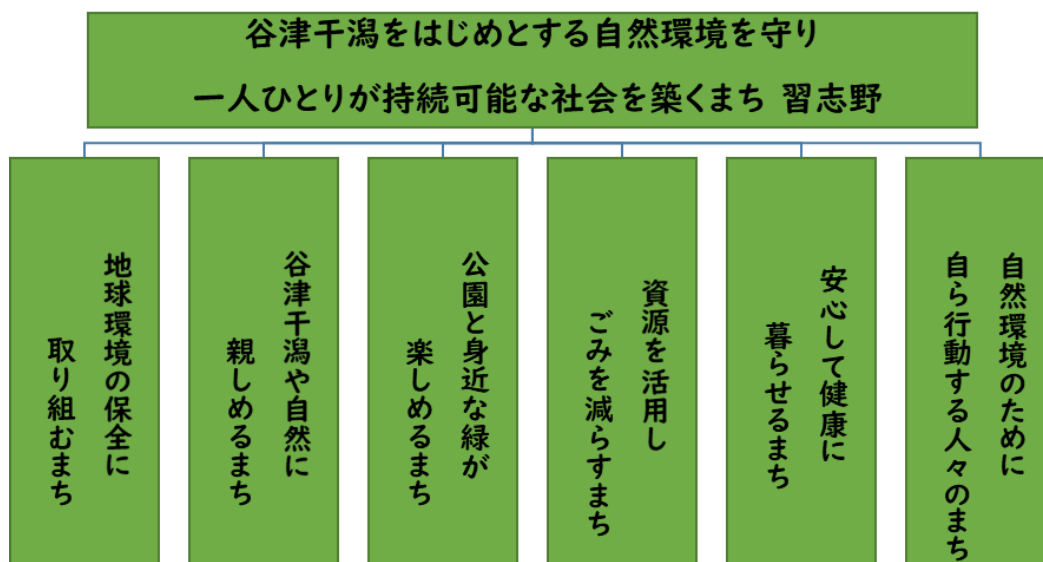 谷津干潟をはじめとする自然環境を守り
一人ひとりが持続可能な社会を築くまち 習志野
地球環境の保全に
取り組むまち
谷津干潟や自然に
親しめるまち
公園と身近な緑が
楽しめるまち
資源を活用し
ごみを減らすまち
安心して健康に
暮らせるまち
自然環境のために
自ら行動する人々のまち